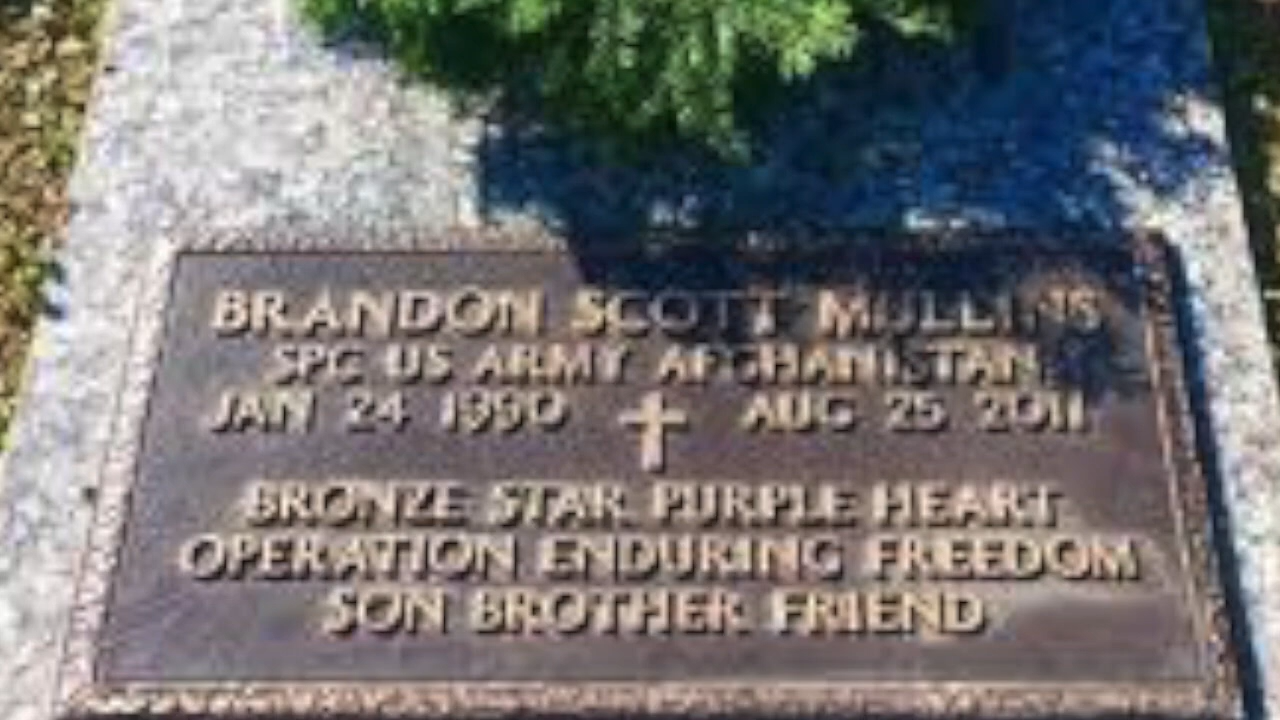 BRANDON SCOTT MULLINS
SPC US ARMY AFGHANISTAN
JAN 24 1990 AUG 25 2011
BRONZE STAR PURPLE HEART
OPERATION ENDURING FREEDOM
SON BROTHER FRIEND